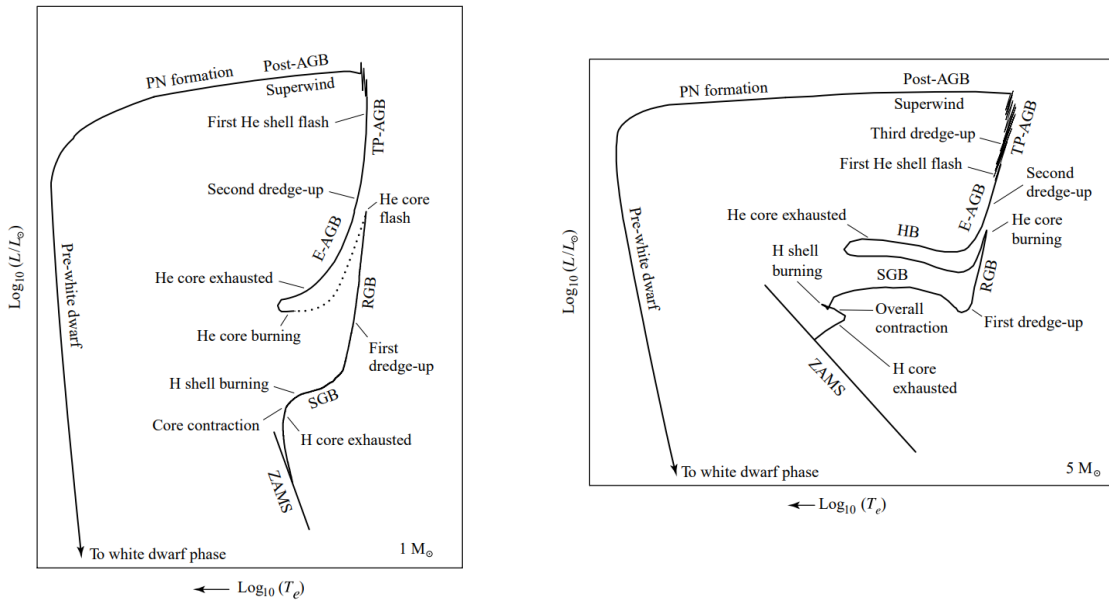 Post-AGB
PN formation
Superwind
First He shell flash
TP-AGB
Second dredge-up
He core
flash
E-AGB
He core exhausted
RGB
He core burning
First
dredge-up
H shell burning
SGB
Core contraction
H core exhausted
ZAMS
Pre-white dwarf
To white dwarf phase
1 M⊙
Log₁₀ (L/L⊙)
Log₁₀ (Tₑ)
Post-AGB
PN formation
Superwind
Third dredge-up
TP-AGB
First He shell flash
Second
dredge-up
E-AGB
He core exhausted
HB
He core
burning
H shell
burning
SGB
RGB
Overall
contraction
First dredge-up
H core
exhausted
ZAMS
Pre-white dwarf
To white dwarf phase
5 M⊙
Log₁₀ (L/L⊙)
Log₁₀ (Tₑ)